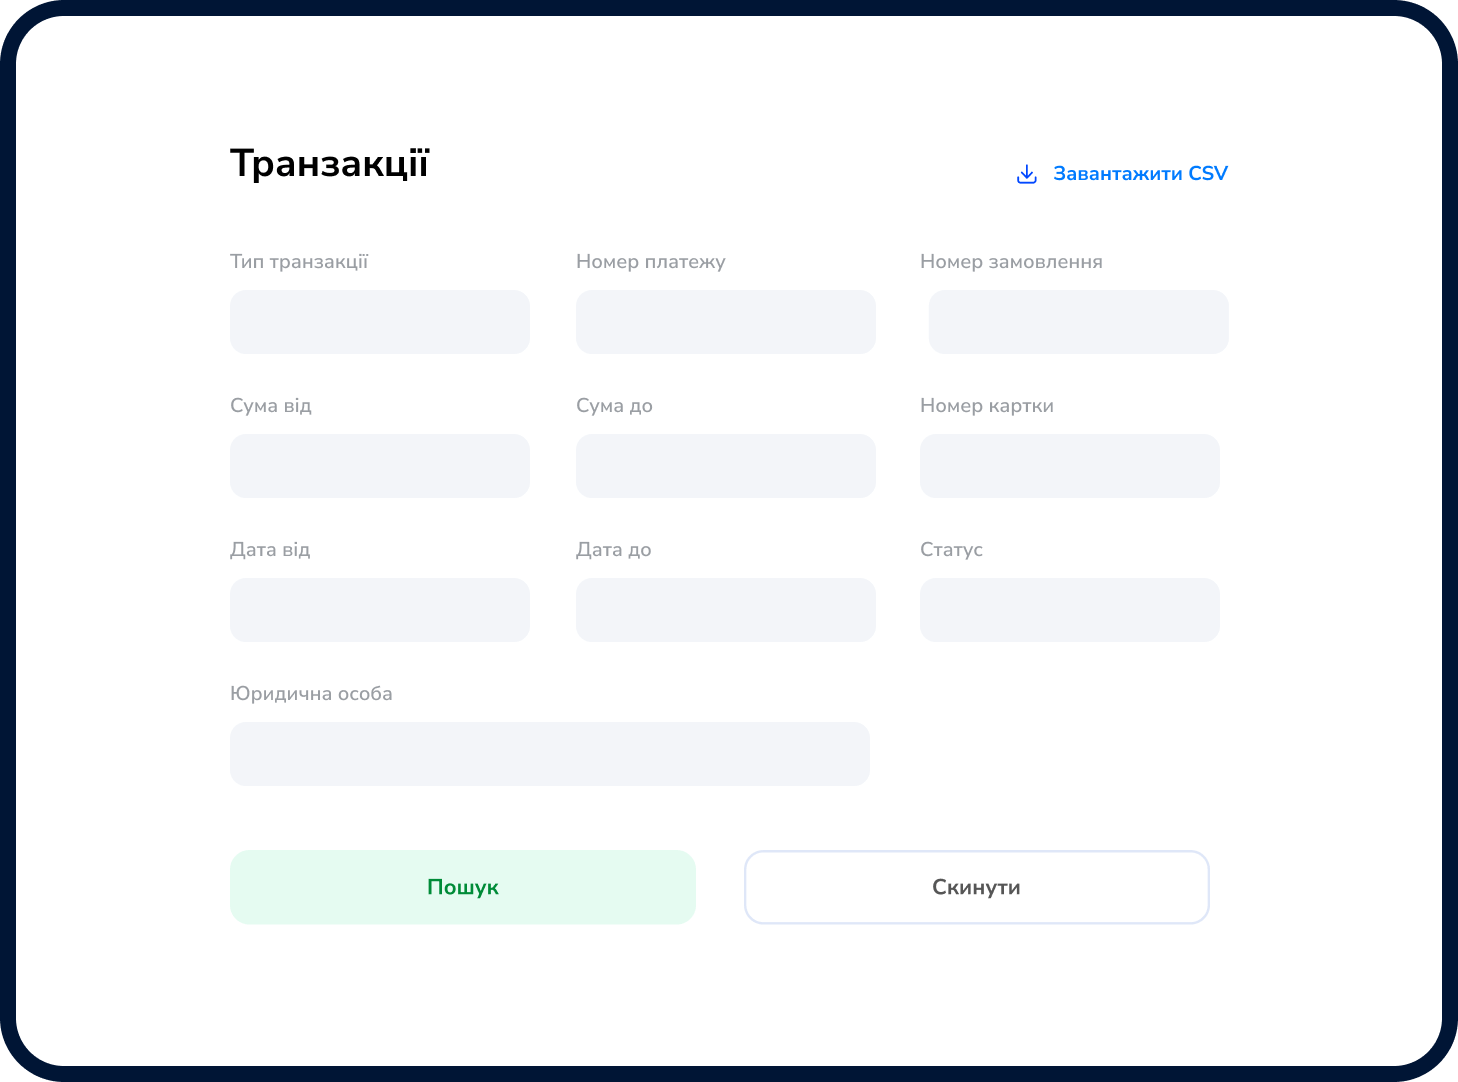 Транзакції
Завантажити CSV
Тип транзакції
Номер платежу
Номер замовлення
Сума від
Сума до
Номер картки
Дата від
Дата до
Статус
Юридична особа
Пошук
Скинути